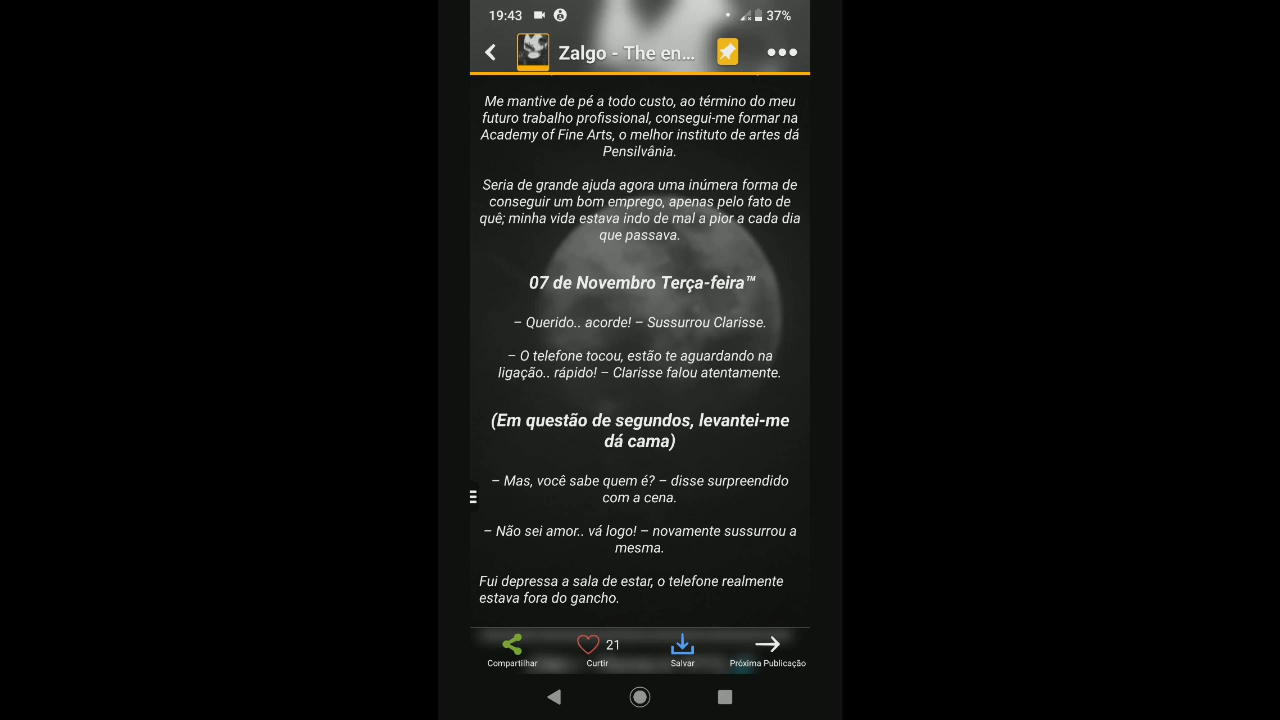 19:43
37%
Zalgo - The en...
Me mantive de pé a todo custo, ao término do meu
futuro trabalho profissional, consegui-me formar na
Academy of Fine Arts, o melhor instituto de artes dá
Pensilvânia.
Seria de grande ajuda agora uma inúmera forma de
conseguir um bom emprego, apenas pelo fato de
quê; minha vida estava indo de mal a pior a cada dia
que passava.
07 de Novembro Terça-feira™
– Querido.. acorde! – Sussurrou Clarisse.
– O telefone tocou, estão te aguardando na
ligação.. rápido! – Clarisse falou atentamente.
(Em questão de segundos, levantei-me
dá cama)
– Mas, você sabe quem é? – disse surpreendido
com a cena.
– Não sei amor.. vá logo! – novamente sussurrou a
mesma.
Fui depressa a sala de estar, o telefone realmente
estava fora do gancho.
21
Compartilhar
Curtir
Salvar
Próxima Publicação